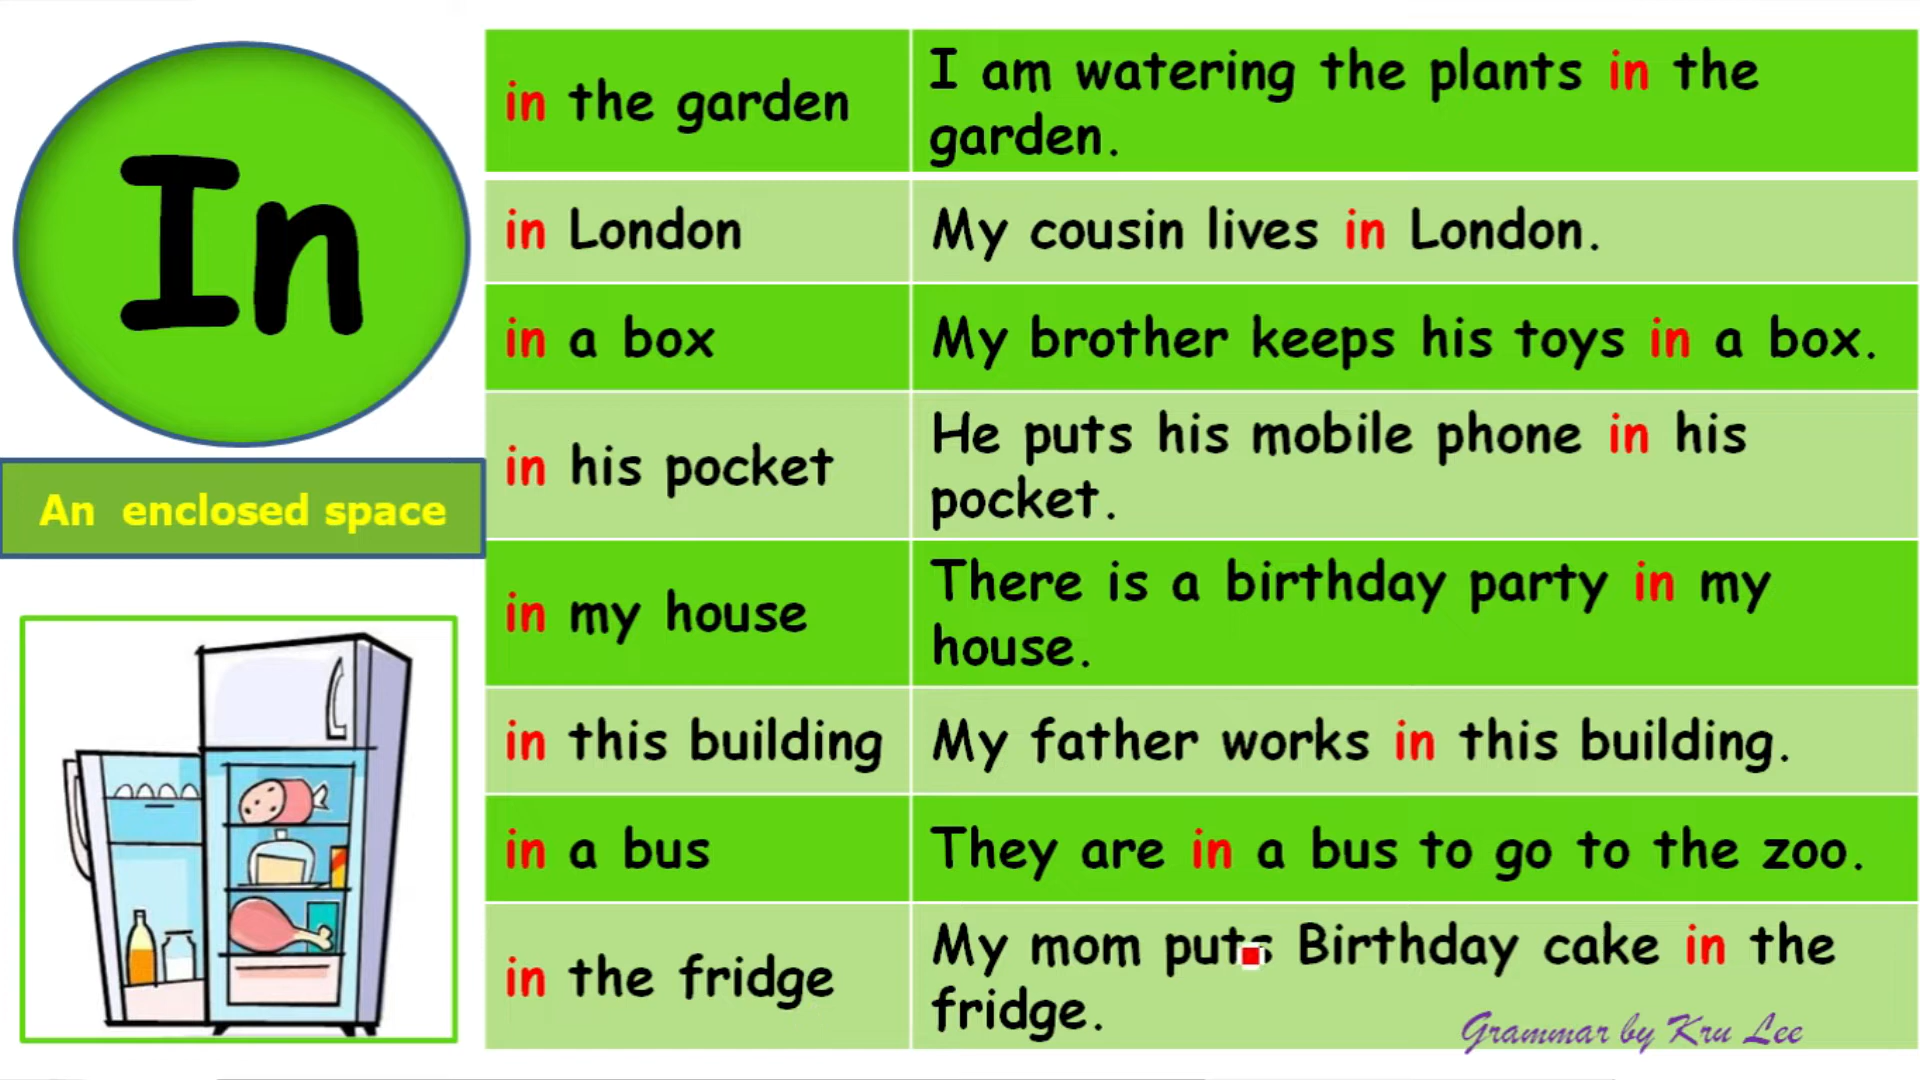 In
An enclosed space
in the garden
I am watering the plants in the
garden.
in London
My cousin lives in London.
in a box
My brother keeps his toys in a box.
in his pocket
He puts his mobile phone in his
pocket.
in my house
There is a birthday party in my
house.
in this building
My father works in this building.
in a bus
They are in a bus to go to the zoo.
in the fridge
My mom puts Birthday cake in the
fridge.
Grammar by Kru Lee